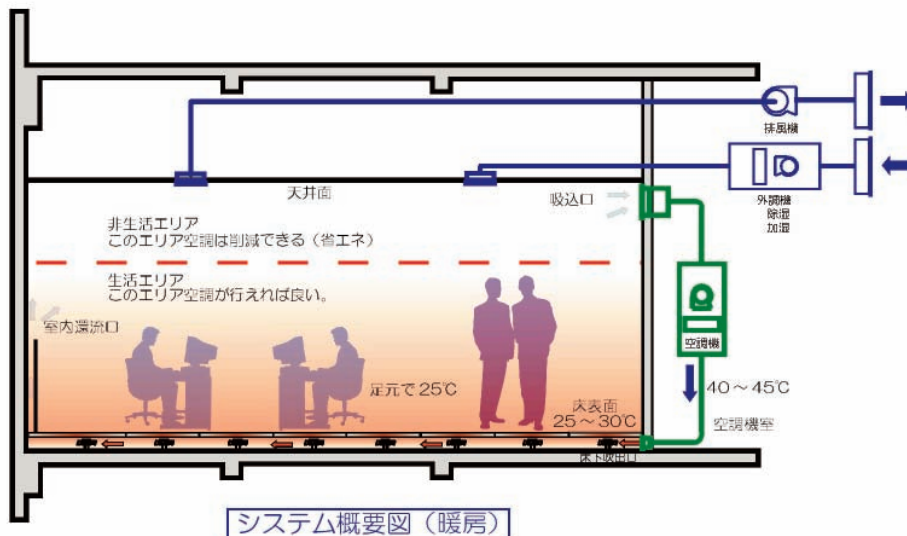 排風機
天井面
吸込口
外調機
除湿
加湿
非生活エリア
このエリア空調は削減できる（省エネ）
生活エリア
このエリア空調が行えれば良い。
室内還流口
空調機
足元で25℃
40～45℃
床表面
25～30℃
空調機室
床下吹出口
システム概要図（暖房）